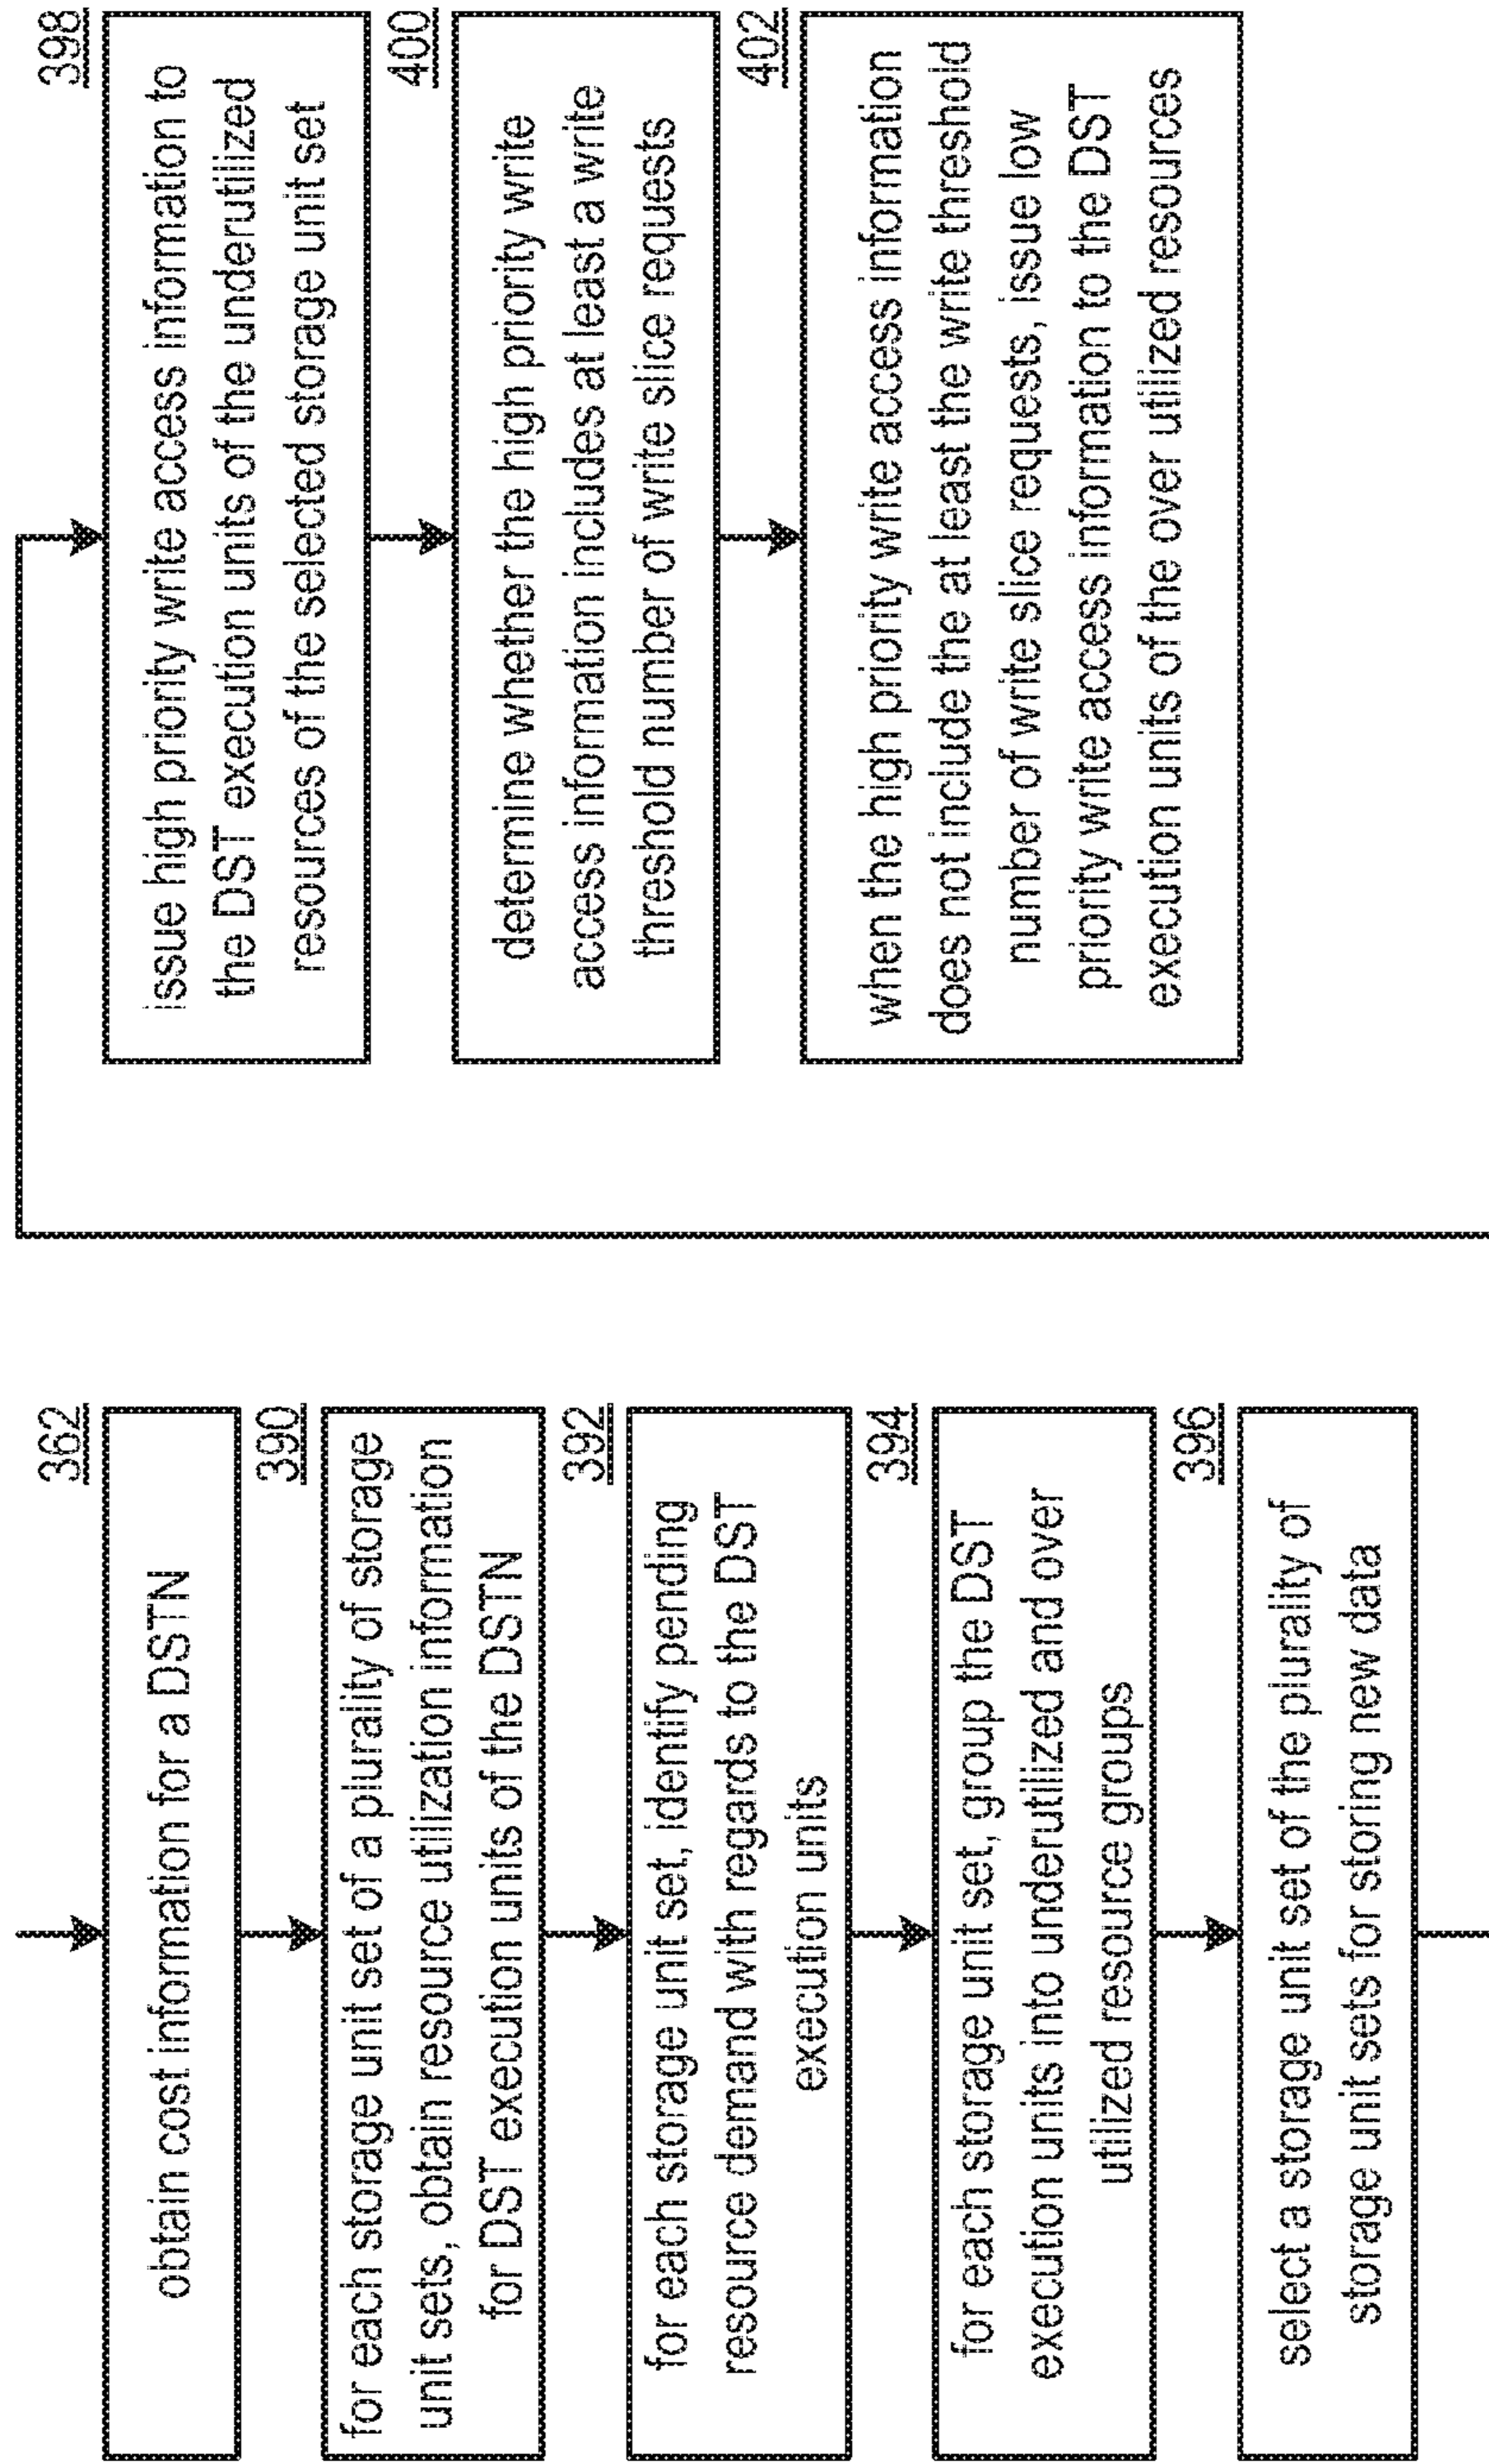 362
obtain cost information for a DSTN
390
for each storage unit set of a plurality of storage
unit sets, obtain resource utilization information
for DST execution units of the DSTN
392
for each storage unit set, identify pending
resource demand with regards to the DST
execution units
394
for each storage unit set, group the DST
execution units into underutilized and over
utilized resource groups
396
select a storage unit set of the plurality of
storage unit sets for storing new data
398
issue high priority write access information to
the DST execution units of the underutilized
resources of the selected storage unit set
400
determine whether the high priority write
access information includes at least a write
threshold number of write slice requests
402
when the high priority write access information
does not include the at least the write threshold
number of write slice requests, issue low
priority write access information to the DST
execution units of the over utilized resources